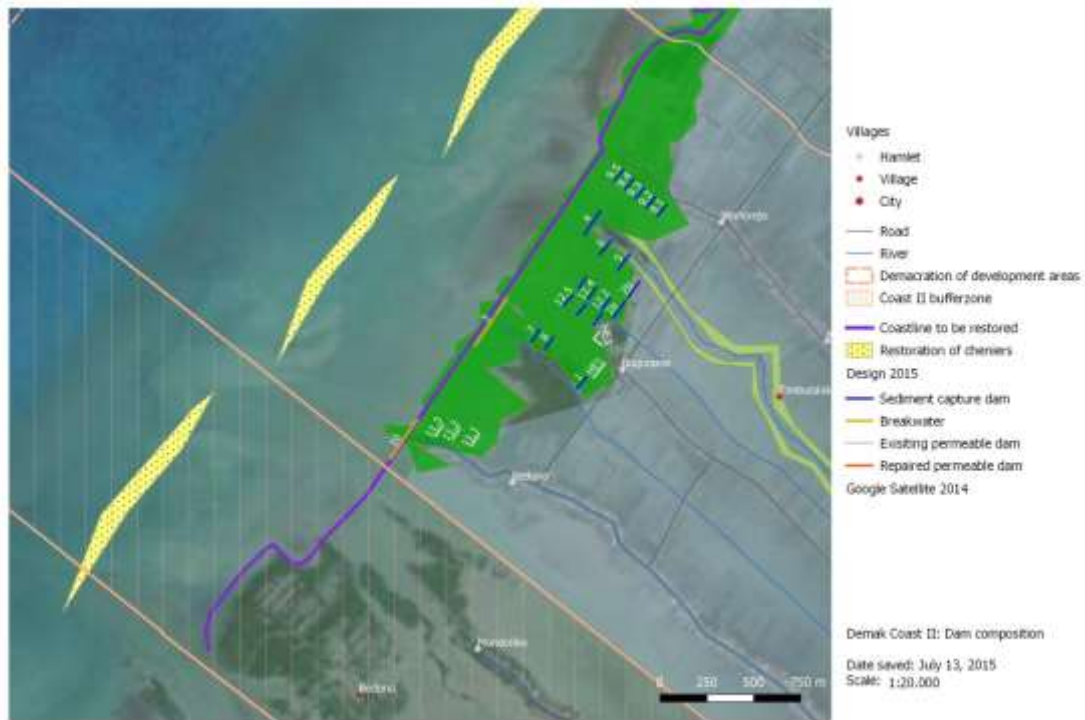 Villages
Hamlet
Village
City
Road
River
Demacration of development areas
Coast II bufferzone
Coastline to be restored
Restoration of cheniers
Design 2015
Sediment capture dam
Breakwater
Exisiting permeable dam
Repaired permeable dam
Google Satellite 2014
Demak Coast II: Dam composition
Date saved: July 13, 2015
Scale: 1:20.000
Mondoliko
Bedono
0 250 500 750 m